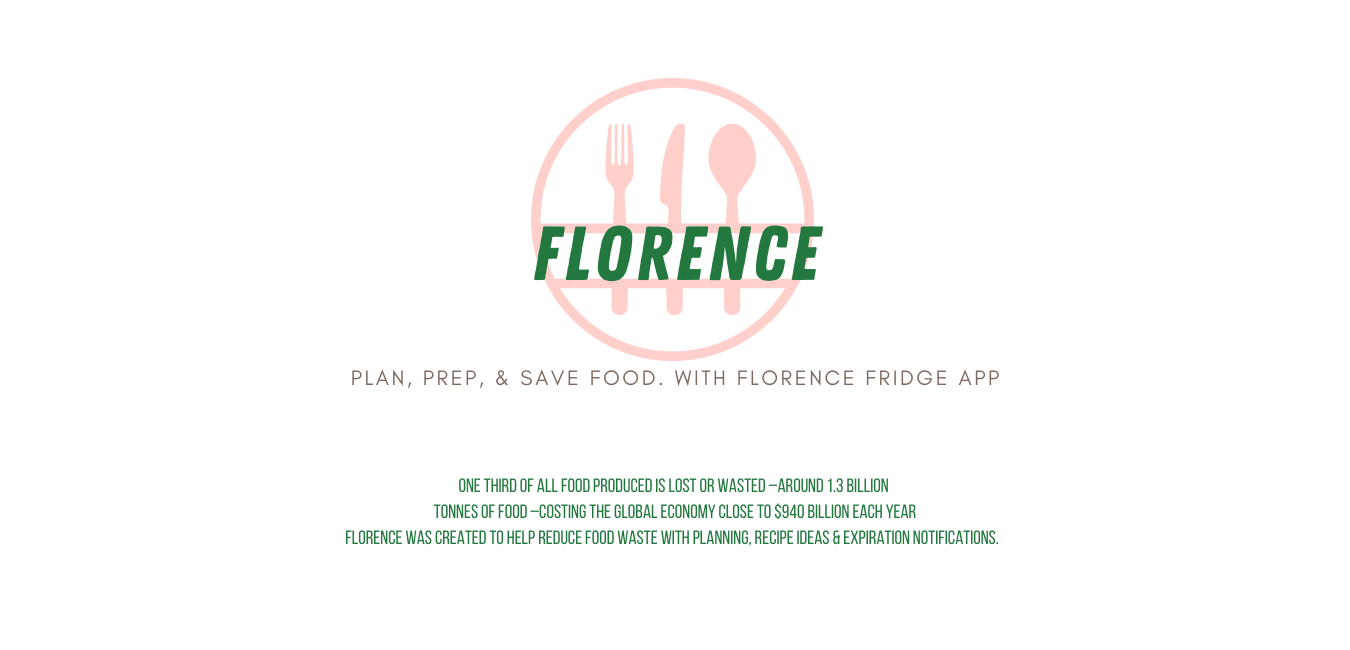 FLORENCE
PLAN, PREP, & SAVE FOOD. WITH FLORENCE FRIDGE APP
ONE THIRD OF ALL FOOD PRODUCED IS LOST OR WASTED –AROUND 1.3 BILLION
TONNES OF FOOD –COSTING THE GLOBAL ECONOMY CLOSE TO $940 BILLION EACH YEAR
FLORENCE WAS CREATED TO HELP REDUCE FOOD WASTE WITH PLANNING, RECIPE IDEAS & EXPIRATION NOTIFICATIONS.